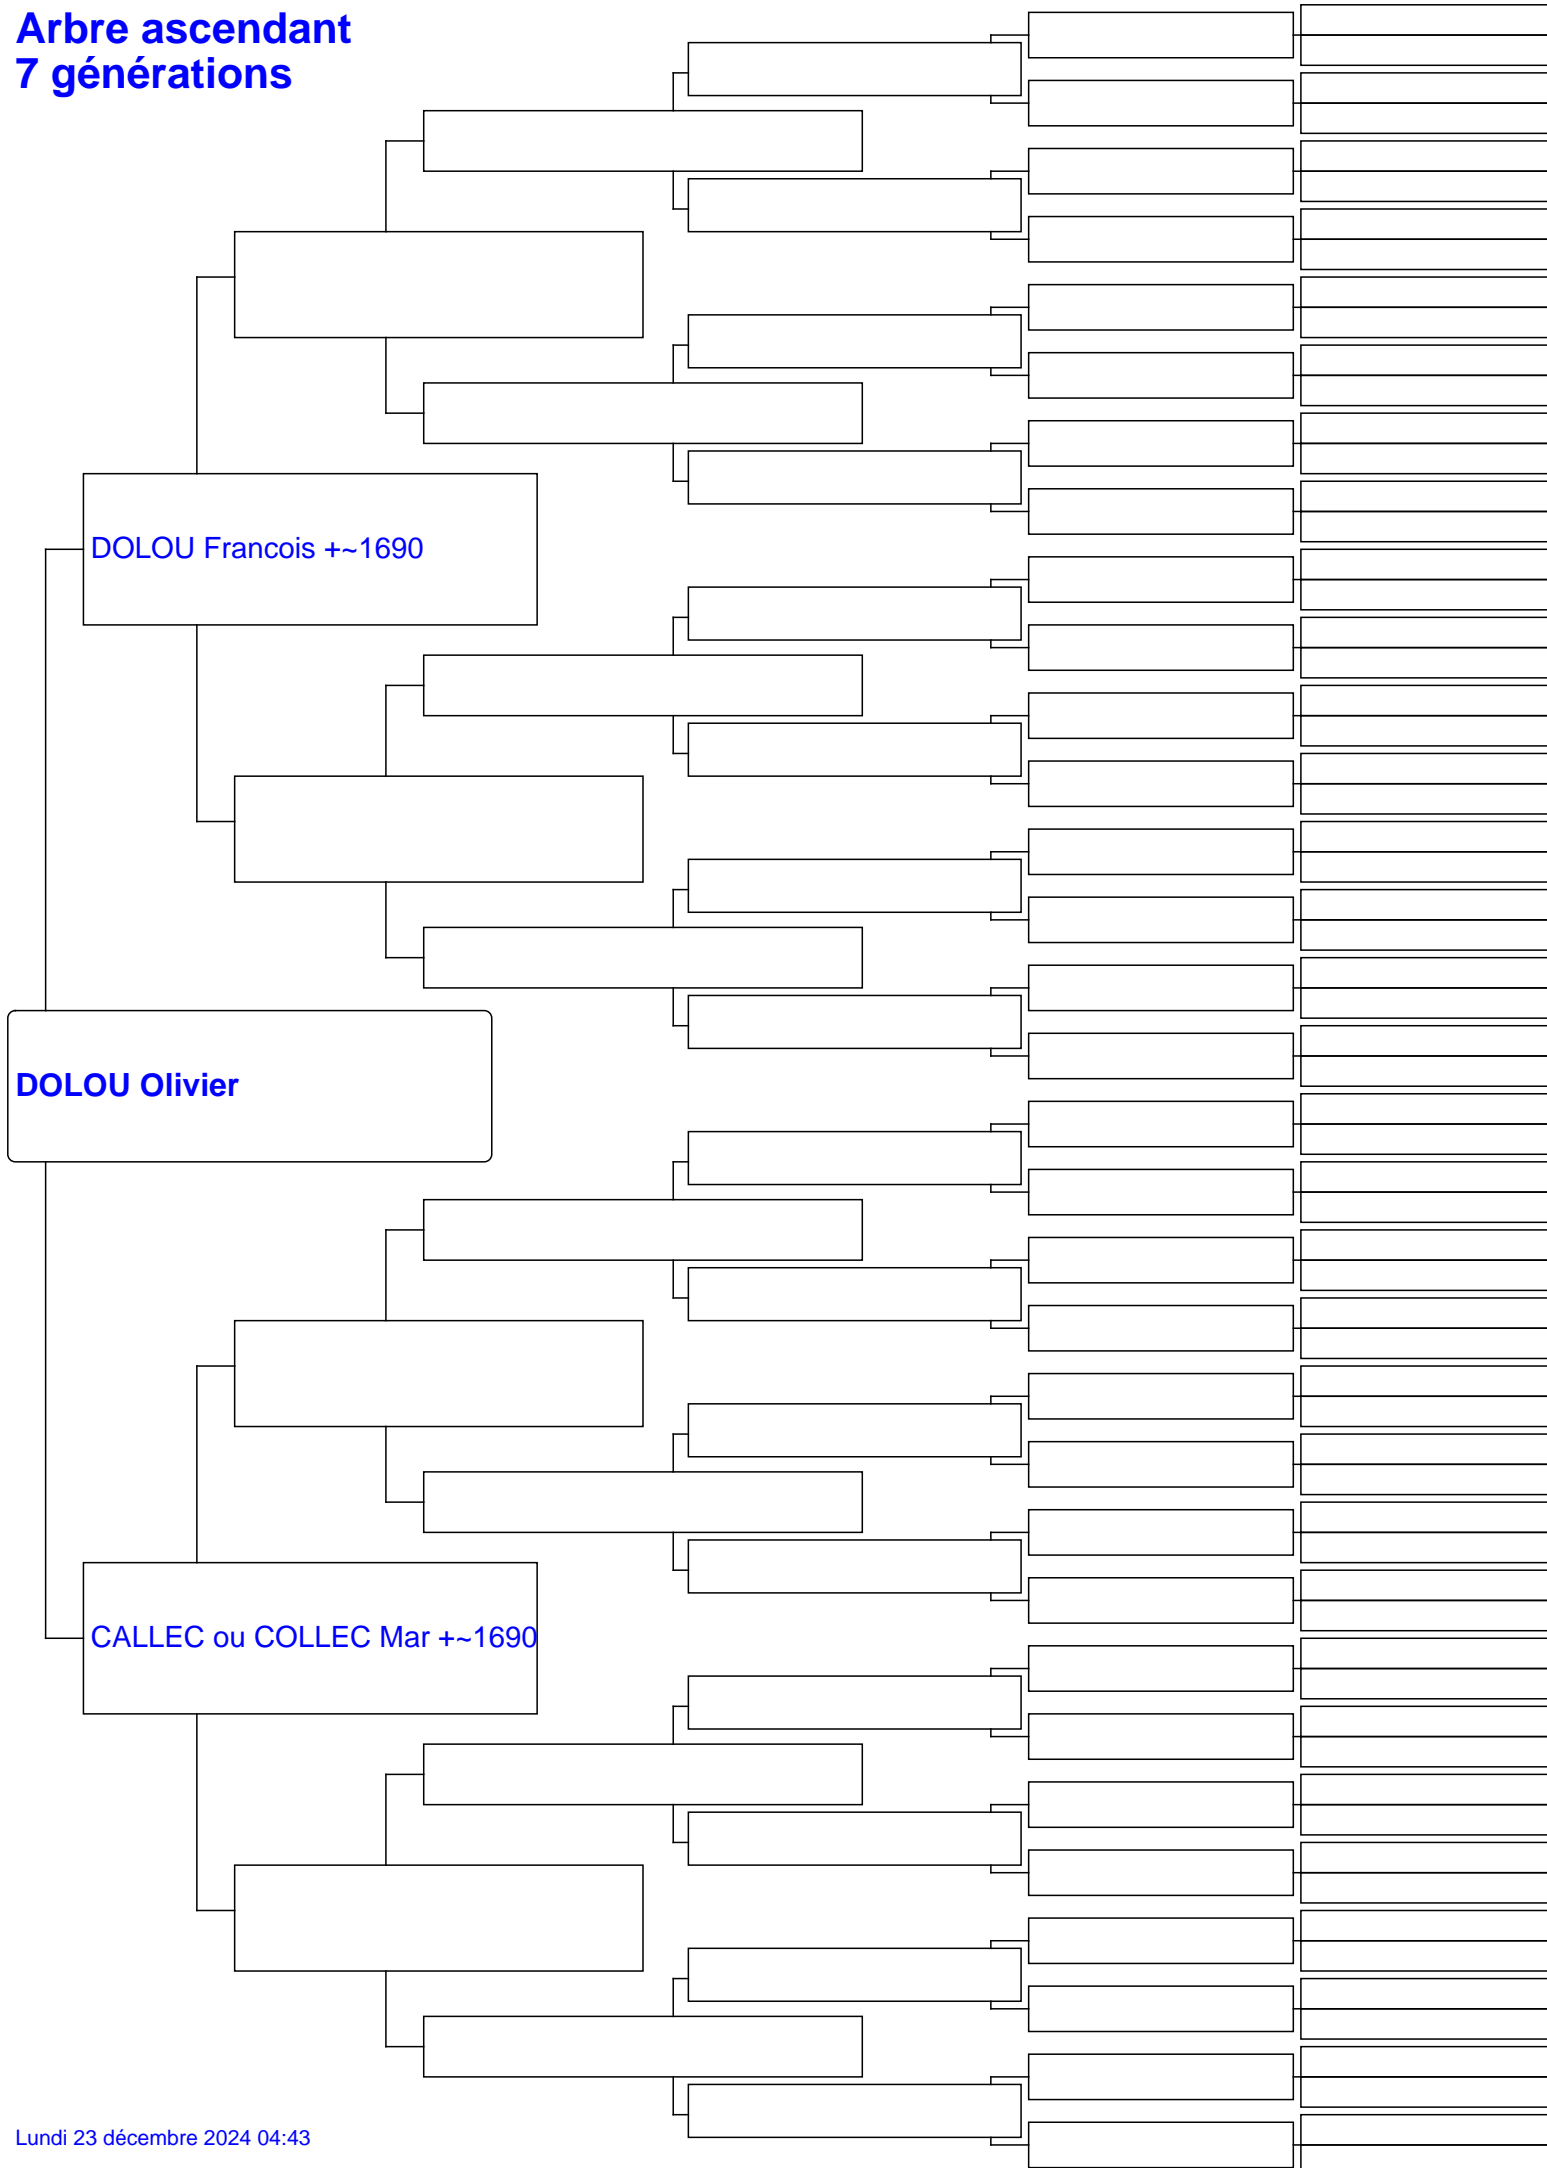 Arbre ascendant
7 générations
DOLOU Francois +~1690
DOLOU Olivier
CALLEC ou COLLEC Mar +~1690
Lundi 23 décembre 2024 04:43